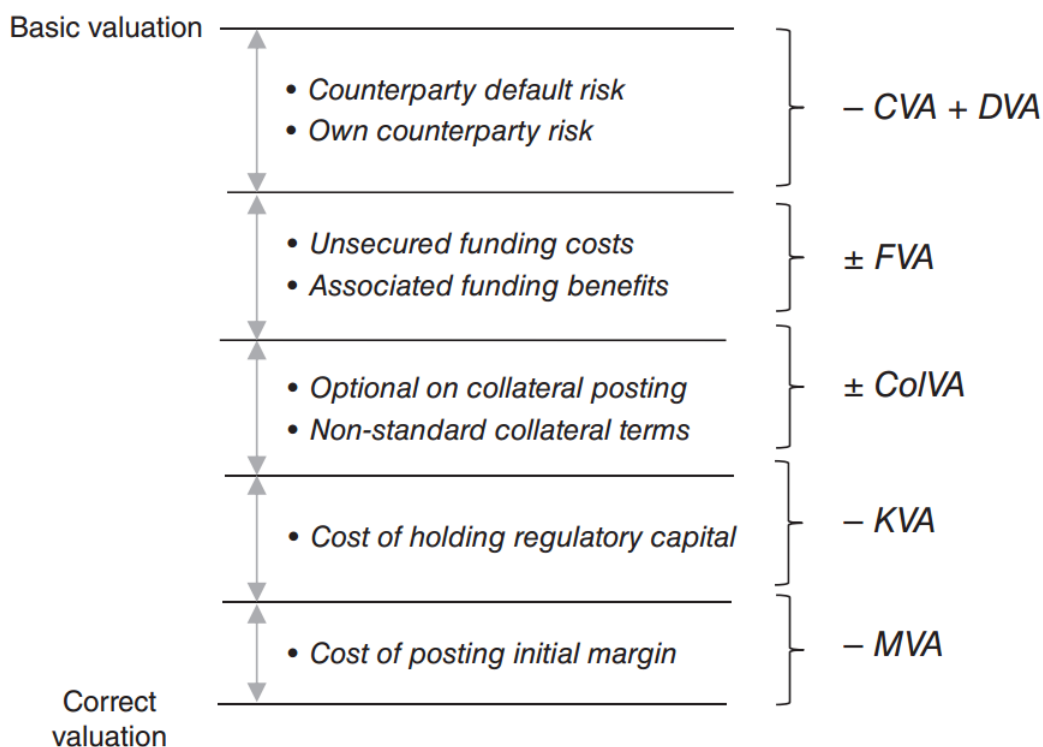 Basic valuation
• Counterparty default risk
• Own counterparty risk
– CVA + DVA
• Unsecured funding costs
• Associated funding benefits
± FVA
• Optional on collateral posting
• Non-standard collateral terms
± ColVA
• Cost of holding regulatory capital
– KVA
• Cost of posting initial margin
– MVA
Correct
valuation